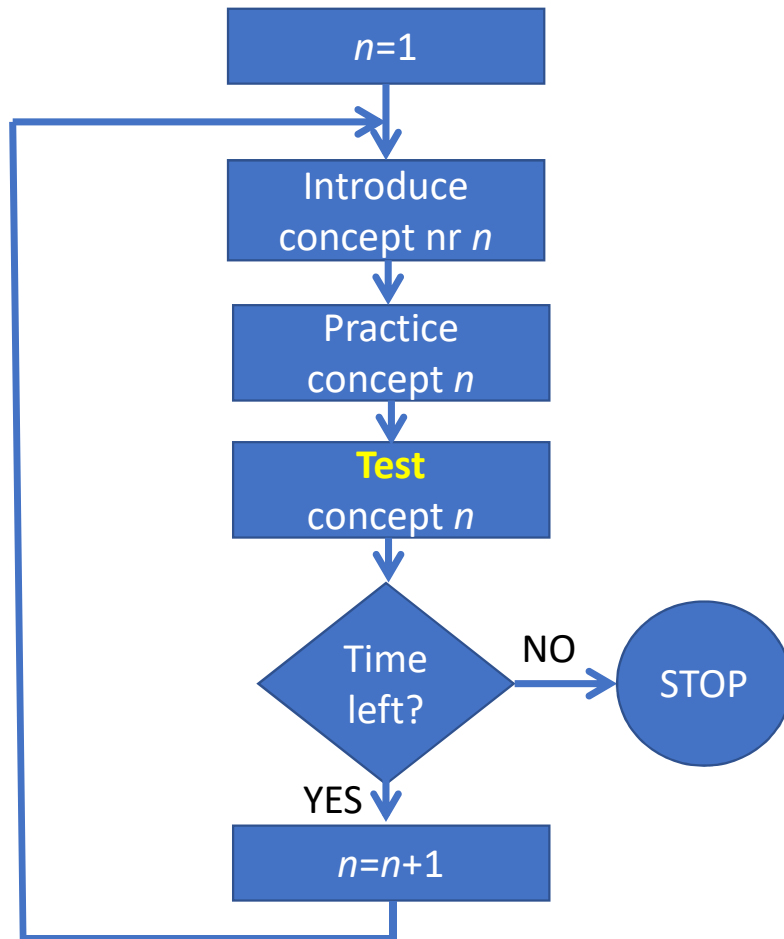 n=1
Introduce
concept nr n
Practice
concept n
Test
concept n
Time
left?
NO
STOP
YES
n=n+1